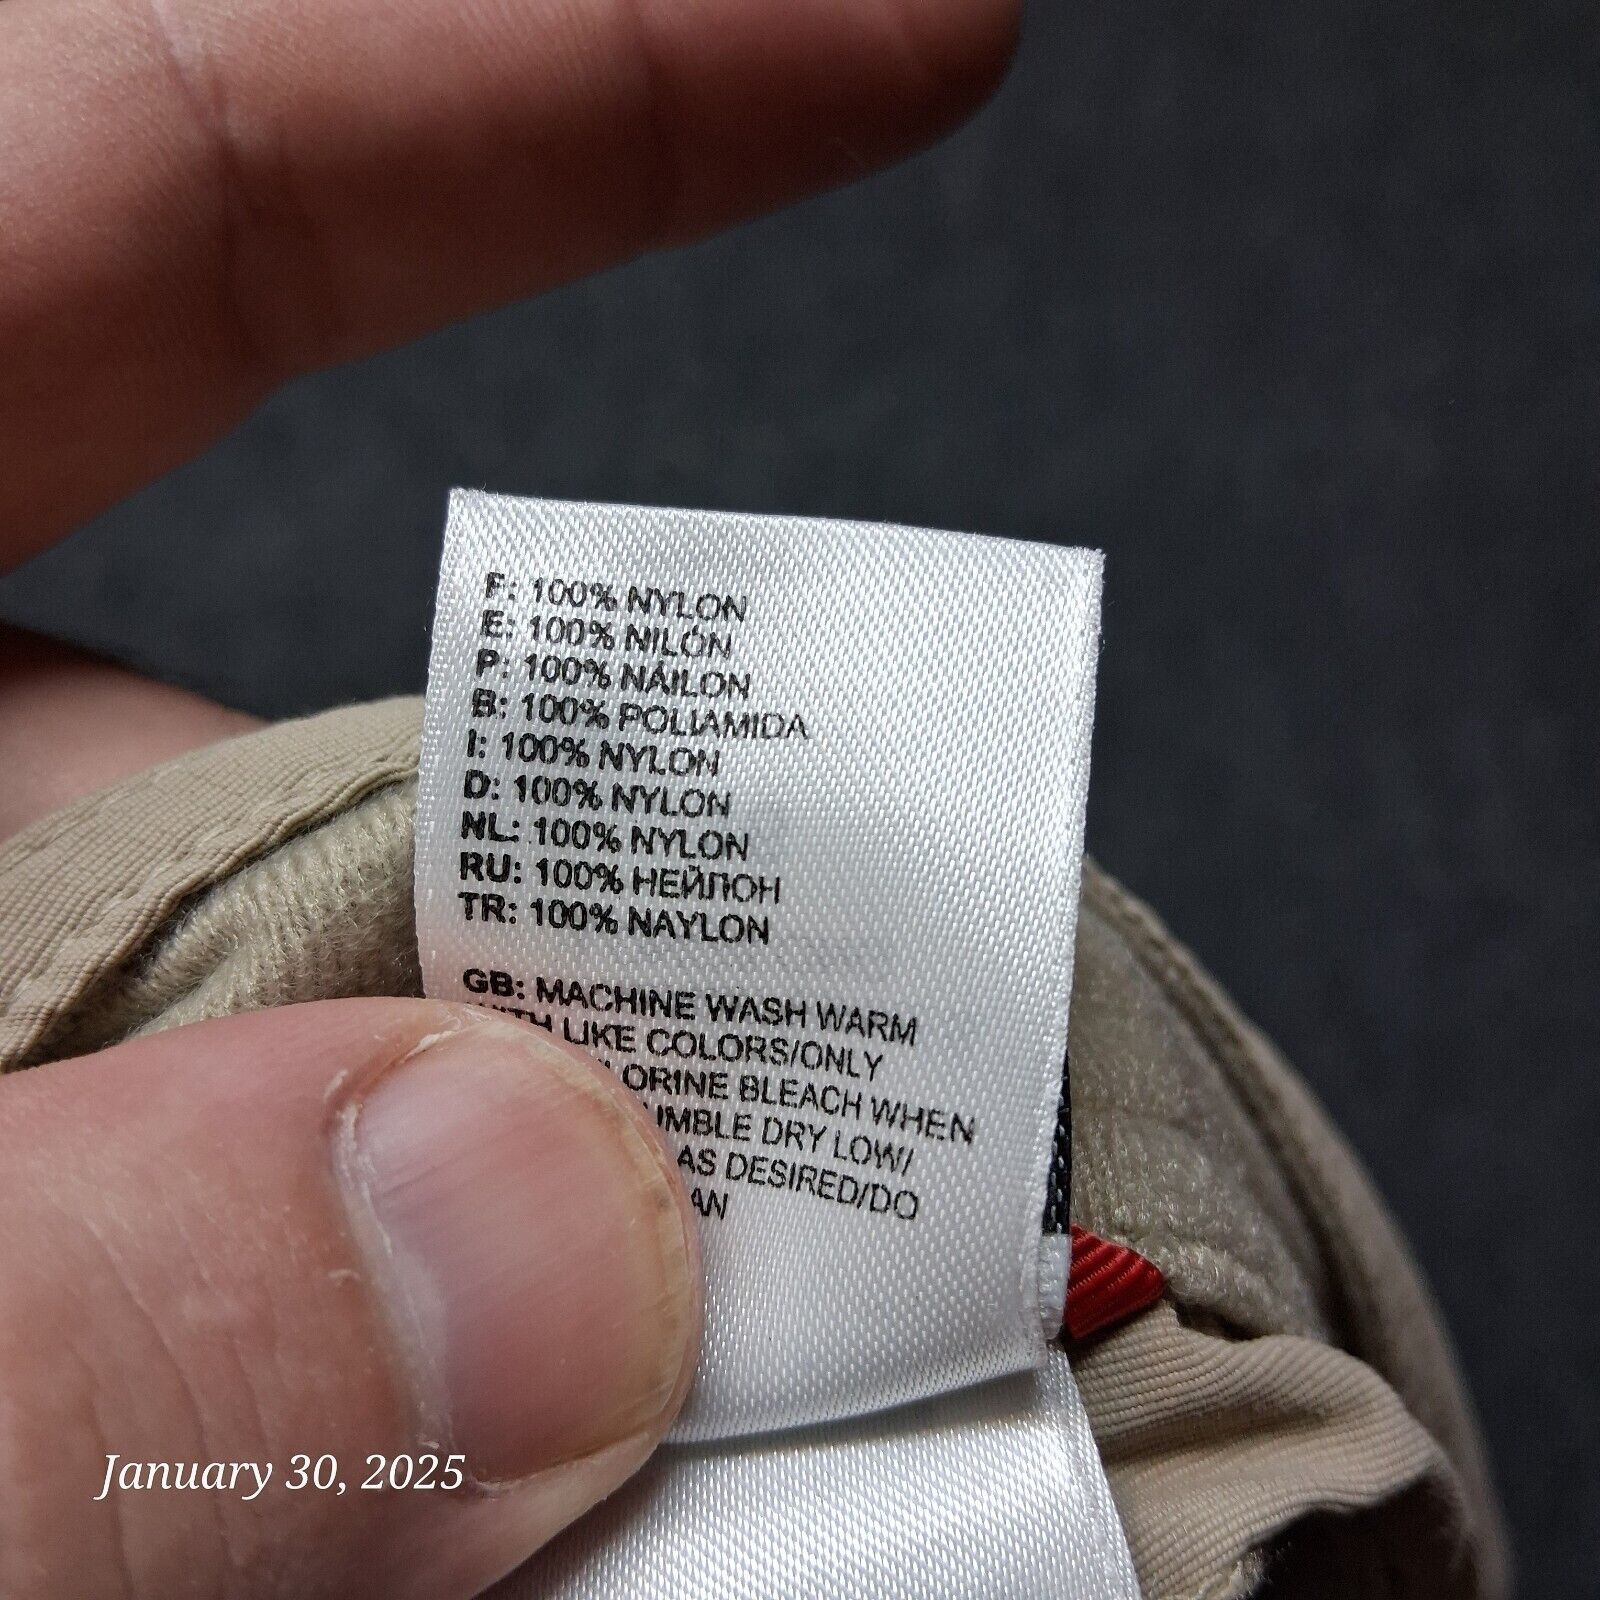 F: 100% NYLON
E: 100% NILÓN
P: 100% NÁILON
B: 100% POLIAMIDA
I: 100% NYLON
D: 100% NYLON
NL: 100% NYLON
RU: 100% НЕЙЛОН
TR: 100% NAYLON
GB: MACHINE WASH WARM
WITH LIKE COLORS/ONLY
BLEACH WHEN
DRY LOW/
AS DESIRED/DO
January 30, 2025